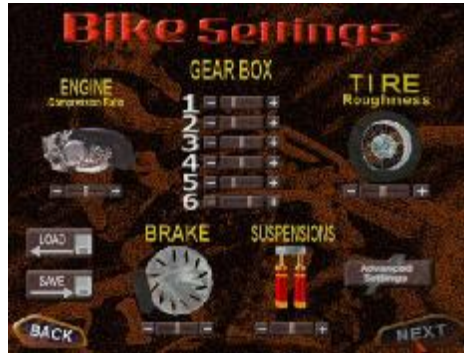 Bike Settings
GEAR BOX
ENGINE
Compression Ratio
TIRE
Roughness
1
2
3
4
5
6
LOAD
SAVE
BRAKE
SUSPENSIONS
Advanced
Settings
BACK
NEXT